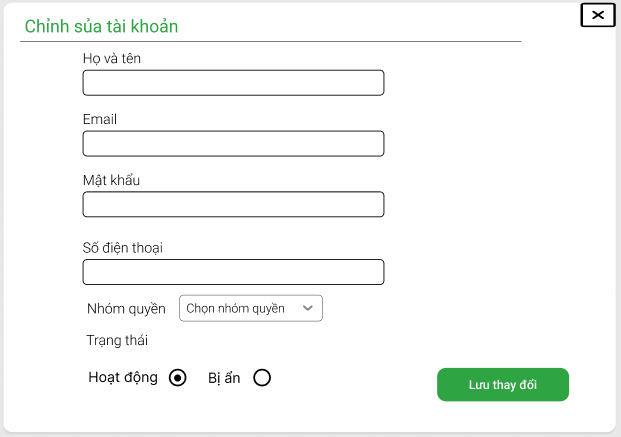 Chỉnh sủa tài khoản
Họ và tên
Email
Mật khẩu
Số điện thoại
Nhóm quyền Chọn nhóm quyền
Trạng thái
Hoạt động Bị ẩn
Lưu thay đổi